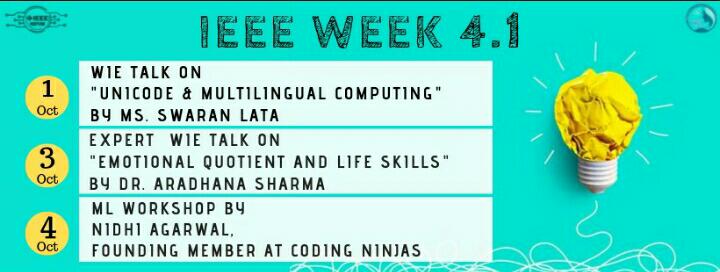 IEEE WEEK 4.1
1
Oct
WIE TALK ON
"UNICODE & MULTILINGUAL COMPUTING"
BY MS. SWARAN LATA
3
Oct
EXPERT WIE TALK ON
"EMOTIONAL QUOTIENT AND LIFE SKILLS"
BY DR. ARADHANA SHARMA
4
Oct
ML WORKSHOP BY
NIDHI AGARWAL,
FOUNDING MEMBER AT CODING NINJAS